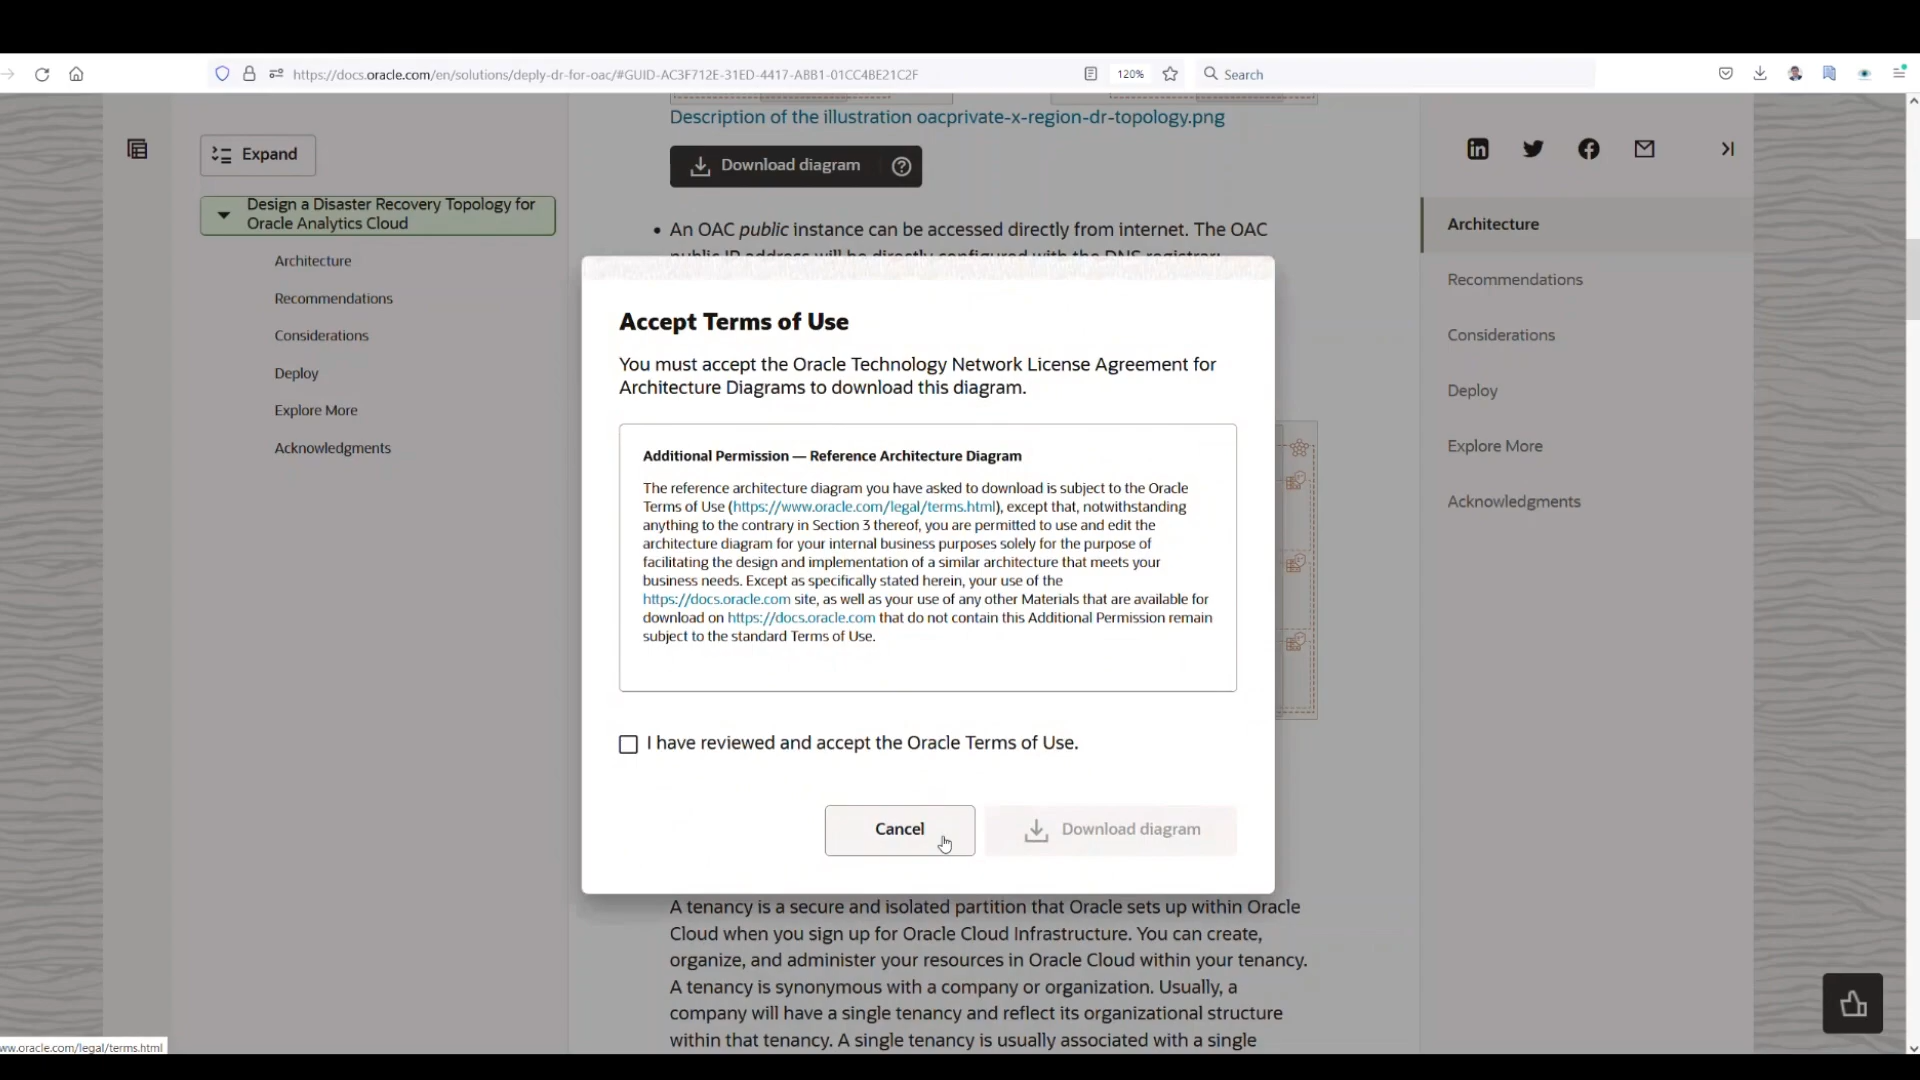 https://docs.oracle.com/en/solutions/deply-dr-for-oac/#GUID-AC3F712E-31ED-4417-ABB1-01CC4BE21C2F
120%
Search
Expand
Design a Disaster Recovery Topology for
Oracle Analytics Cloud
Architecture
Recommendations
Considerations
Deploy
Explore More
Acknowledgments
Description of the illustration oacprivate-x-region-dr-topology.png
Download diagram
An OAC public instance can be accessed directly from internet. The OAC
public IP address will be directly configured with the DNS registrar:
Accept Terms of Use
You must accept the Oracle Technology Network License Agreement for
Architecture Diagrams to download this diagram.
Additional Permission — Reference Architecture Diagram
The reference architecture diagram you have asked to download is subject to the Oracle
Terms of Use (https://www.oracle.com/legal/terms.html), except that, notwithstanding
anything to the contrary in Section 3 thereof, you are permitted to use and edit the
architecture diagram for your internal business purposes solely for the purpose of
facilitating the design and implementation of a similar architecture that meets your
business needs. Except as specifically stated herein, your use of the
https://docs.oracle.com site, as well as your use of any other Materials that are available for
download on https://docs.oracle.com that do not contain this Additional Permission remain
subject to the standard Terms of Use.
I have reviewed and accept the Oracle Terms of Use.
Cancel
Download diagram
A tenancy is a secure and isolated partition that Oracle sets up within Oracle
Cloud when you sign up for Oracle Cloud Infrastructure. You can create,
organize, and administer your resources in Oracle Cloud within your tenancy.
A tenancy is synonymous with a company or organization. Usually, a
company will have a single tenancy and reflect its organizational structure
within that tenancy. A single tenancy is usually associated with a single
Architecture
Recommendations
Considerations
Deploy
Explore More
Acknowledgments
ww.oracle.com/legal/terms.html